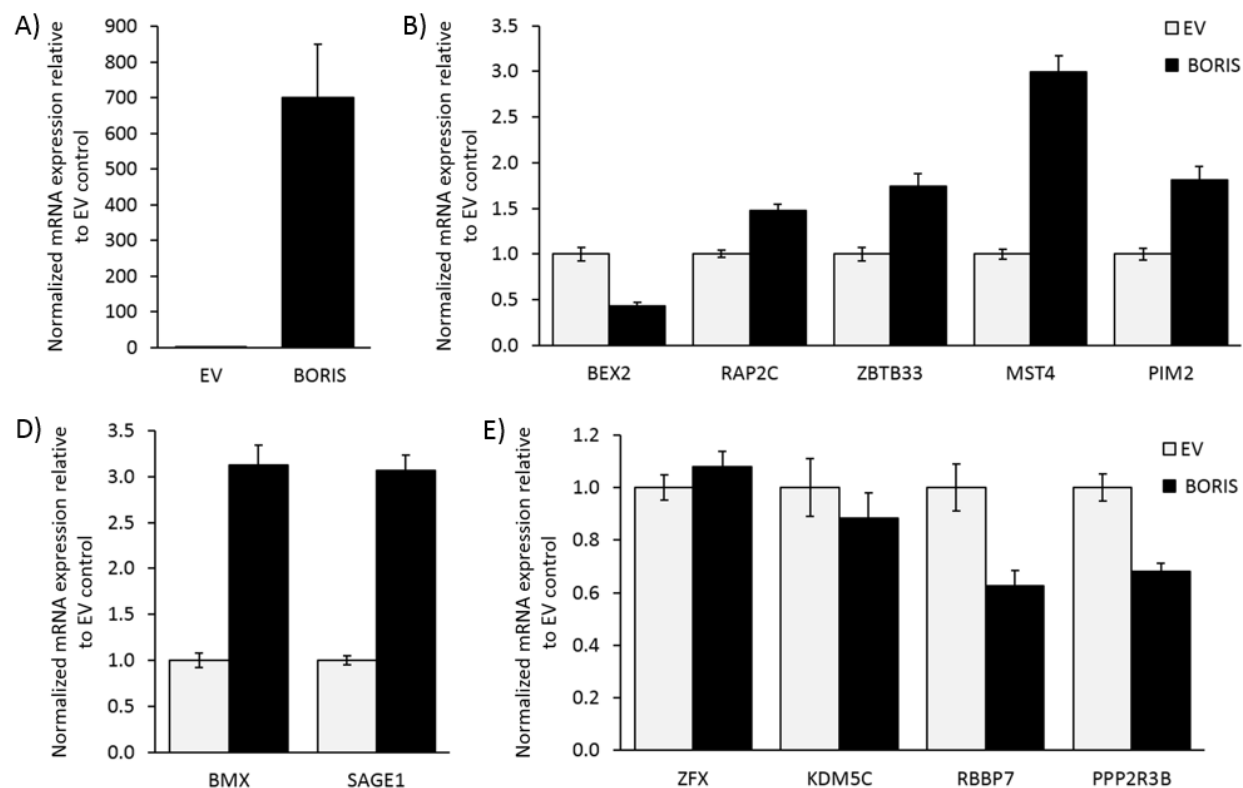 A)
Normalized mRNA expression relative
to EV control
900
800
700
600
500
400
300
200
100
0
EV
BORIS
B)
Normalized mRNA expression relative
to EV control
3.5
3.0
2.5
2.0
1.5
1.0
0.5
0.0
BEX2
RAP2C
ZBTB33
MST4
PIM2
EV
BORIS
D)
Normalized mRNA expression relative
to EV control
3.5
3.0
2.5
2.0
1.5
1.0
0.5
0.0
BMX
SAGE1
E)
Normalized mRNA expression relative
to EV control
1.2
1.0
0.8
0.6
0.4
0.2
0.0
ZFX
KDM5C
RBBP7
PPP2R3B
EV
BORIS